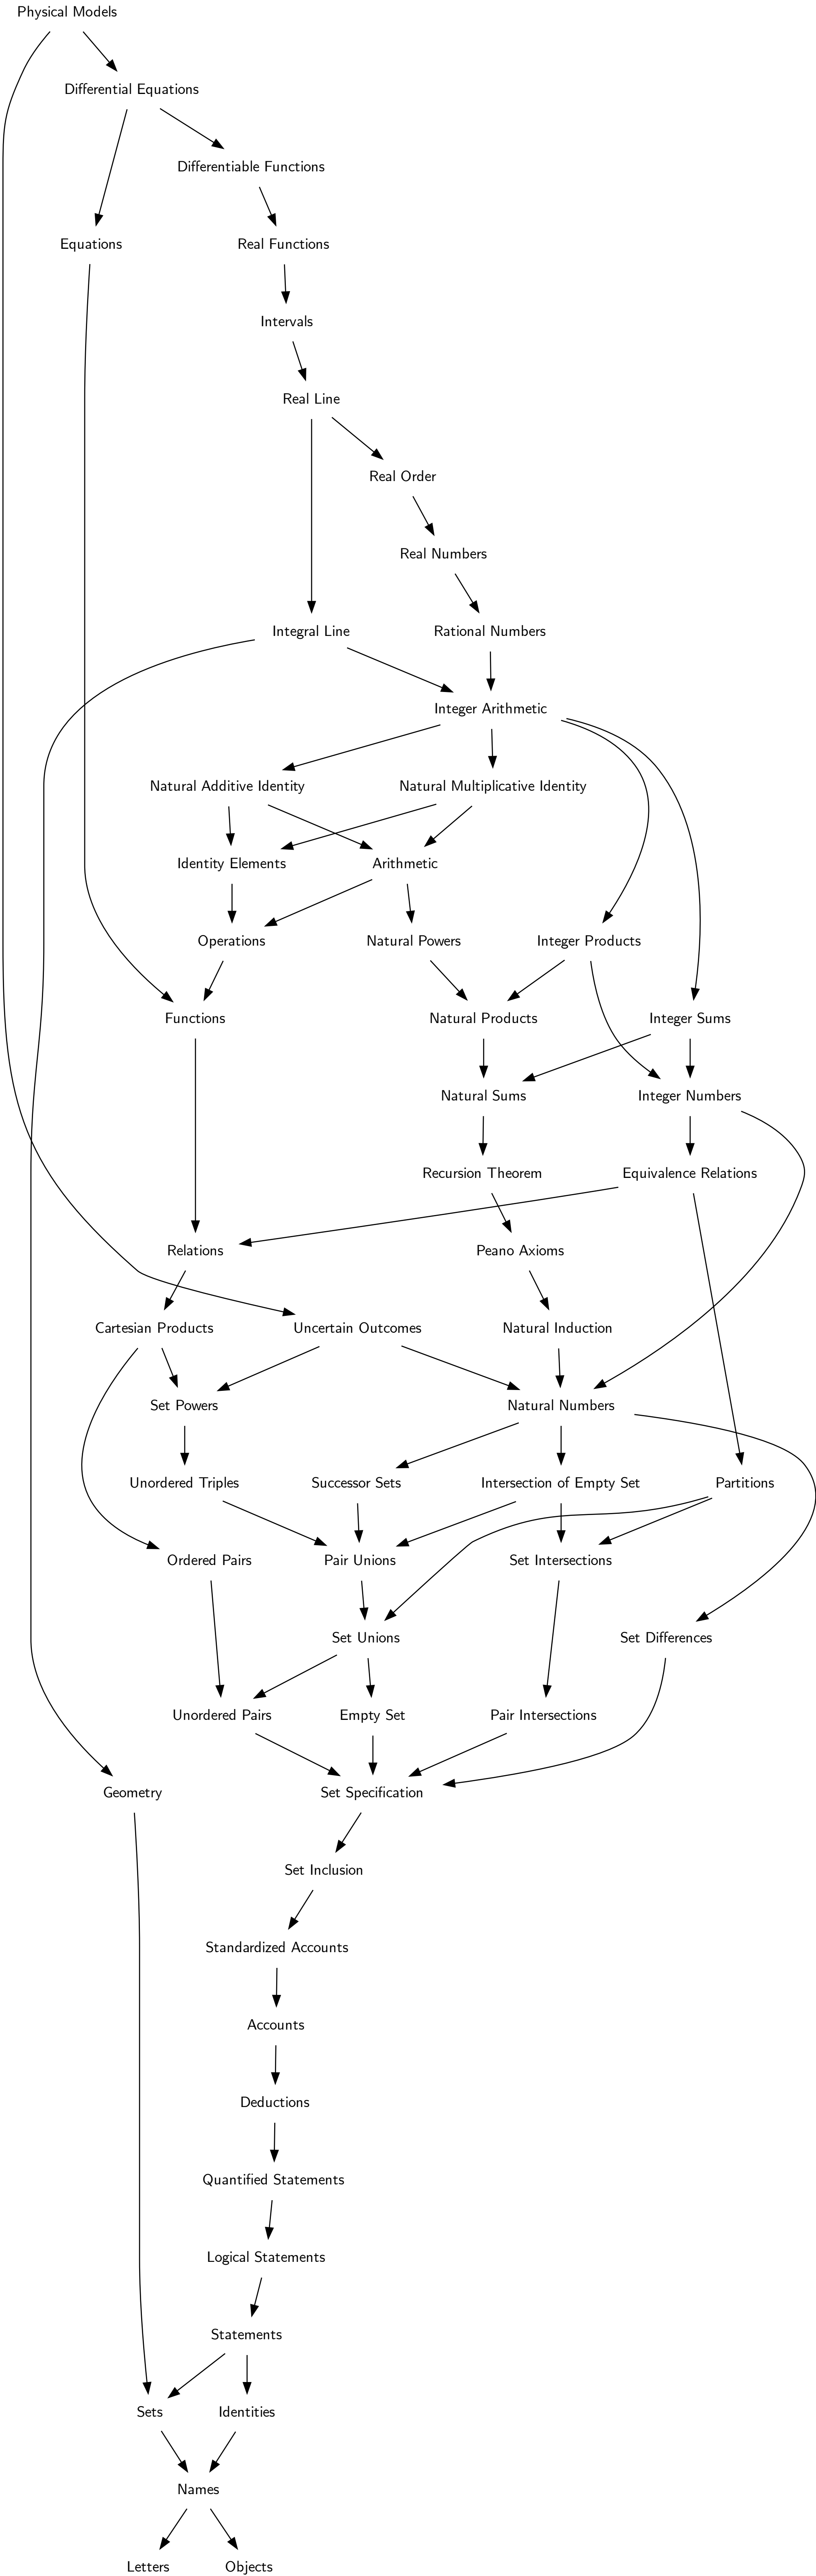 Physical Models
Differential Equations
Differentiable Functions
Equations
Real Functions
Intervals
Real Line
Real Order
Real Numbers
Integral Line
Rational Numbers
Integer Arithmetic
Natural Additive Identity
Natural Multiplicative Identity
Identity Elements
Arithmetic
Operations
Natural Powers
Integer Products
Functions
Natural Products
Integer Sums
Natural Sums
Integer Numbers
Recursion Theorem
Equivalence Relations
Relations
Peano Axioms
Cartesian Products
Uncertain Outcomes
Natural Induction
Set Powers
Natural Numbers
Unordered Triples
Successor Sets
Intersection of Empty Set
Partitions
Ordered Pairs
Pair Unions
Set Intersections
Set Unions
Set Differences
Unordered Pairs
Empty Set
Pair Intersections
Geometry
Set Specification
Set Inclusion
Standardized Accounts
Accounts
Deductions
Quantified Statements
Logical Statements
Statements
Sets
Identities
Names
Letters
Objects